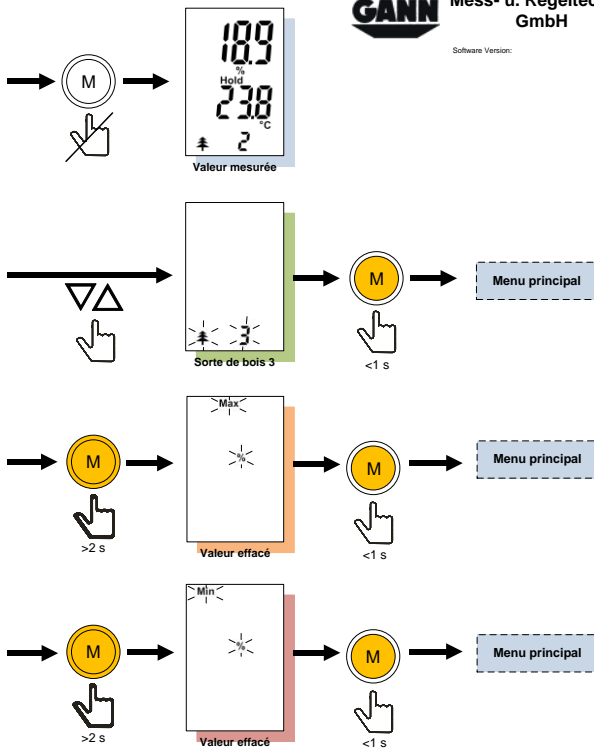 GANN
Mess- u.
GmbH
Software Version:
M
18.9
%
Hold
23.8
°C
2
Valeur mesurée
3
Sorte de bois 3
M
<1 s
Menu principal
M
>2 s
Max
%
Valeur effacé
M
<1 s
Menu principal
M
>2 s
Min
%
Valeur effacé
M
<1 s
Menu principal